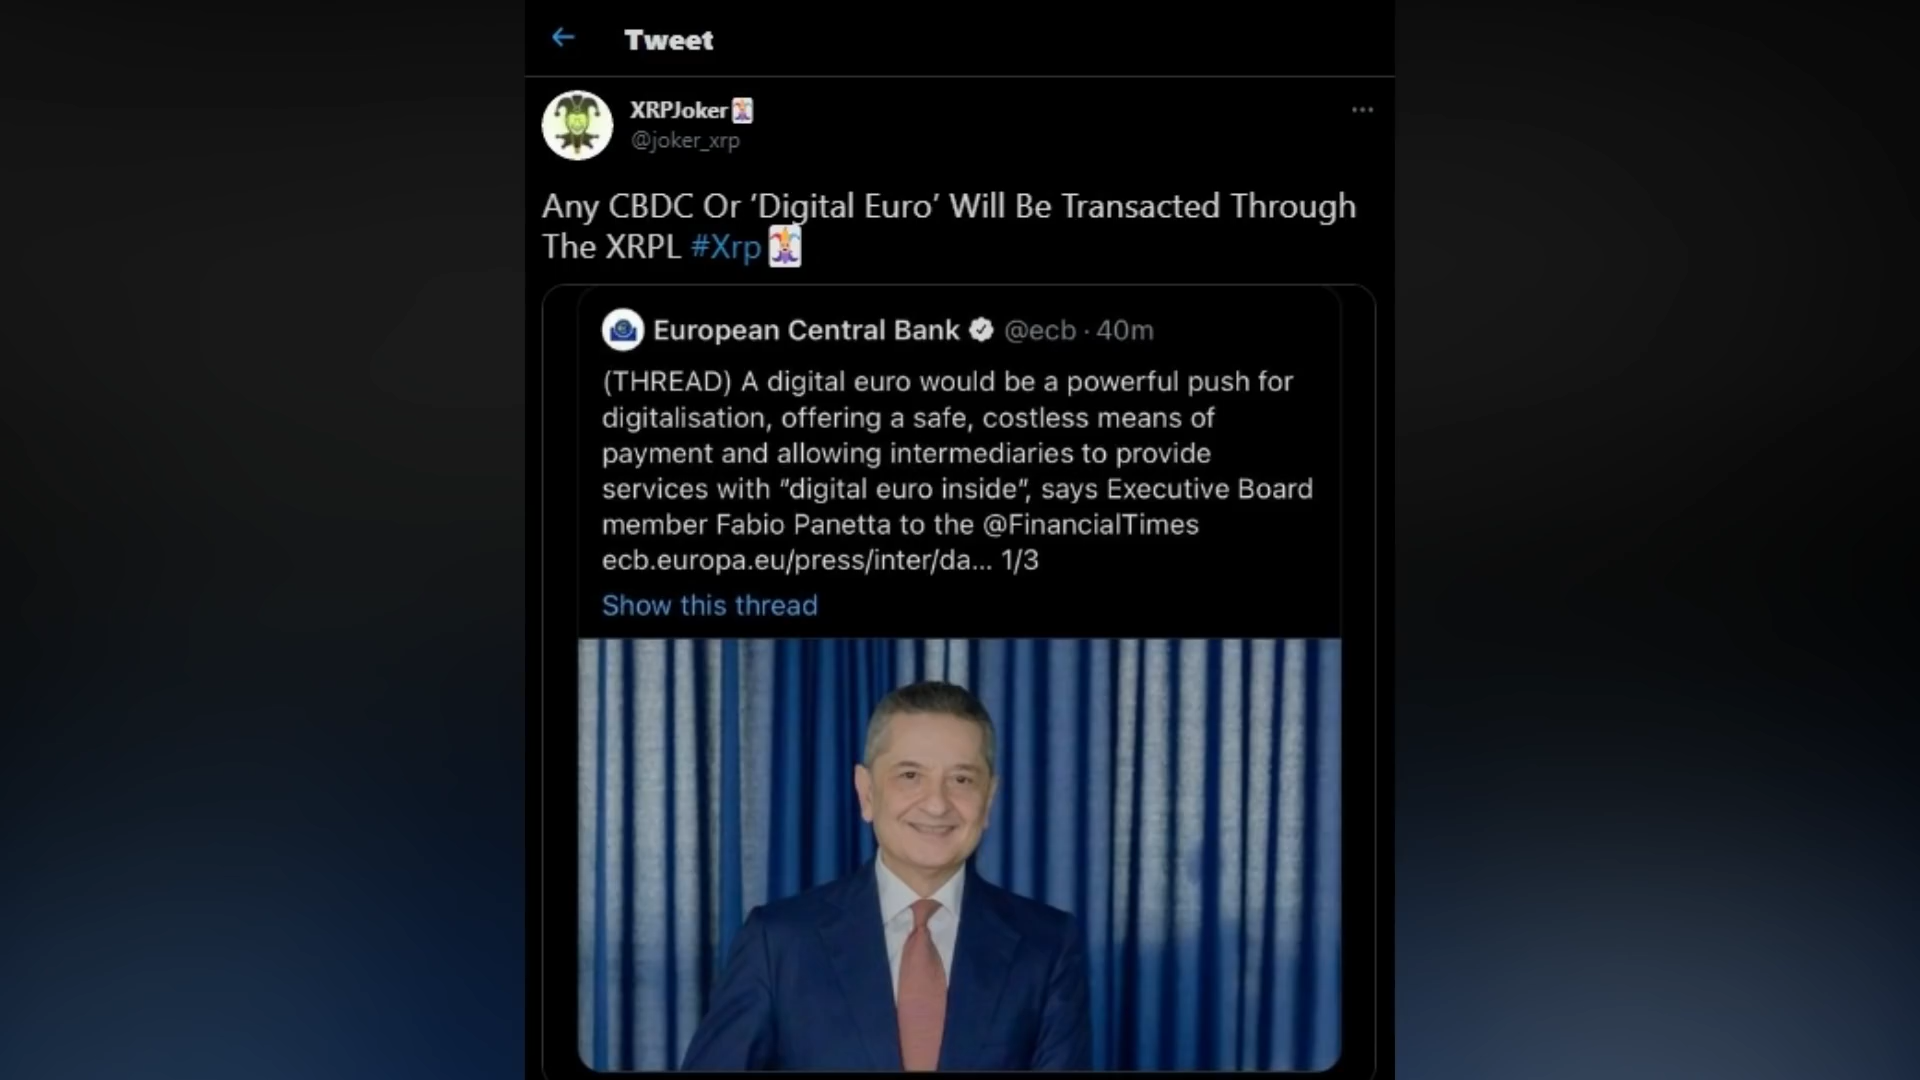 Tweet
XRPJoker🃏
@joker_xrp
Any CBDC Or ‘Digital Euro’ Will Be Transacted Through
The XRPL #Xrp🃏
European Central Bank @ecb · 40m
(THREAD) A digital euro would be a powerful push for
digitalisation, offering a safe, costless means of
payment and allowing intermediaries to provide
services with "digital euro inside", says Executive Board
member Fabio Panetta to the @FinancialTimes
ecb.europa.eu/press/inter/da... 1/3
Show this thread